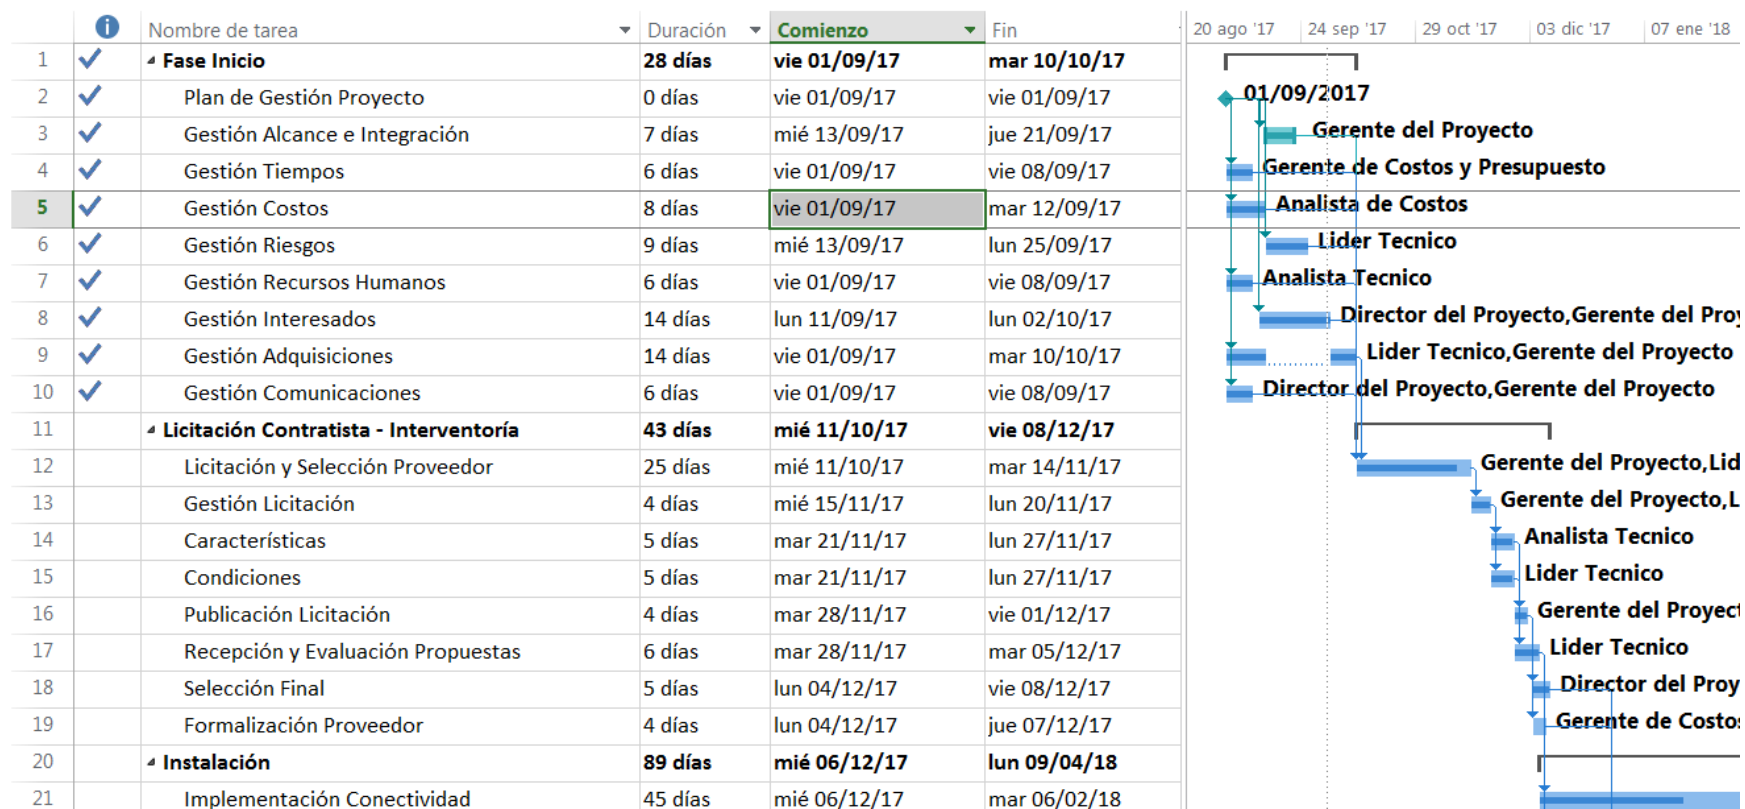 Nombre de tarea Duración Comienzo Fin 20 ago '17 24 sep '17 29 oct '17 03 dic '17 07 ene '18
1 Fase Inicio 28 días vie 01/09/17 mar 10/10/17
2 Plan de Gestión Proyecto 0 días vie 01/09/17 vie 01/09/17 01/09/2017
3 Gestión Alcance e Integración 7 días mié 13/09/17 jue 21/09/17 Gerente del Proyecto
4 Gestión Tiempos 6 días vie 01/09/17 vie 08/09/17 Gerente de Costos y Presupuesto
5 Gestión Costos 8 días vie 01/09/17 mar 12/09/17 Analista de Costos
6 Gestión Riesgos 9 días mié 13/09/17 lun 25/09/17 Lider Tecnico
7 Gestión Recursos Humanos 6 días vie 01/09/17 vie 08/09/17 Analista Tecnico
8 Gestión Interesados 14 días lun 11/09/17 lun 02/10/17 Director del Proyecto,Gerente del Proy
9 Gestión Adquisiciones 14 días vie 01/09/17 mar 10/10/17 Lider Tecnico,Gerente del Proyecto
10 Gestión Comunicaciones 6 días vie 01/09/17 vie 08/09/17 Director del Proyecto,Gerente del Proyecto
11 Licitación Contratista - Interventoría 43 días mié 11/10/17 vie 08/12/17
12 Licitación y Selección Proveedor 25 días mié 11/10/17 mar 14/11/17 Gerente del Proyecto,Lid
13 Gestión Licitación 4 días mié 15/11/17 lun 20/11/17 Gerente del Proyecto,L
14 Características 5 días mar 21/11/17 lun 27/11/17 Analista Tecnico
15 Condiciones 5 días mar 21/11/17 lun 27/11/17 Lider Tecnico
16 Publicación Licitación 4 días mar 28/11/17 vie 01/12/17 Gerente del Proyect
17 Recepción y Evaluación Propuestas 6 días mar 28/11/17 mar 05/12/17 Lider Tecnico
18 Selección Final 5 días lun 04/12/17 vie 08/12/17 Director del Proy
19 Formalización Proveedor 4 días lun 04/12/17 jue 07/12/17 Gerente de Costos
20 Instalación 89 días mié 06/12/17 lun 09/04/18
21 Implementación Conectividad 45 días mié 06/12/17 mar 06/02/18